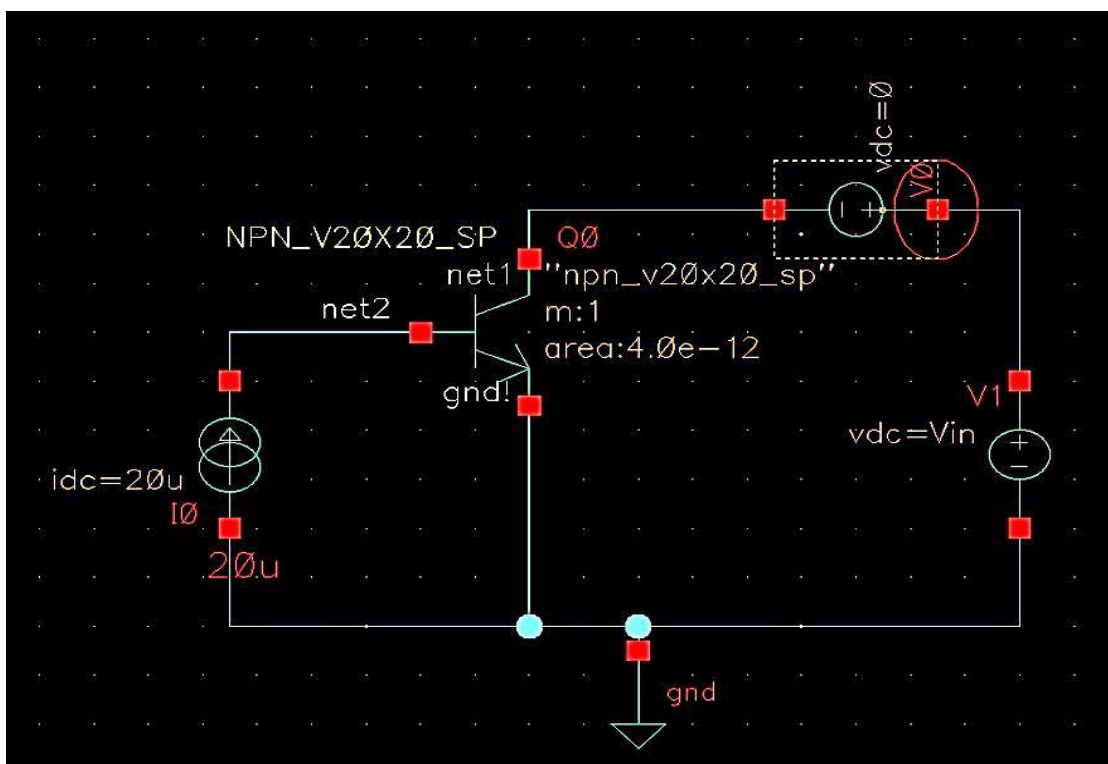 vdc=0
V0
NPN_V20X20_SP
Q0
net1
"npn_v20x20_sp"
net2
m:1
area:4.0e-12
gnd!
V1
vdc=Vin
idc=20u
I0
20u
gnd